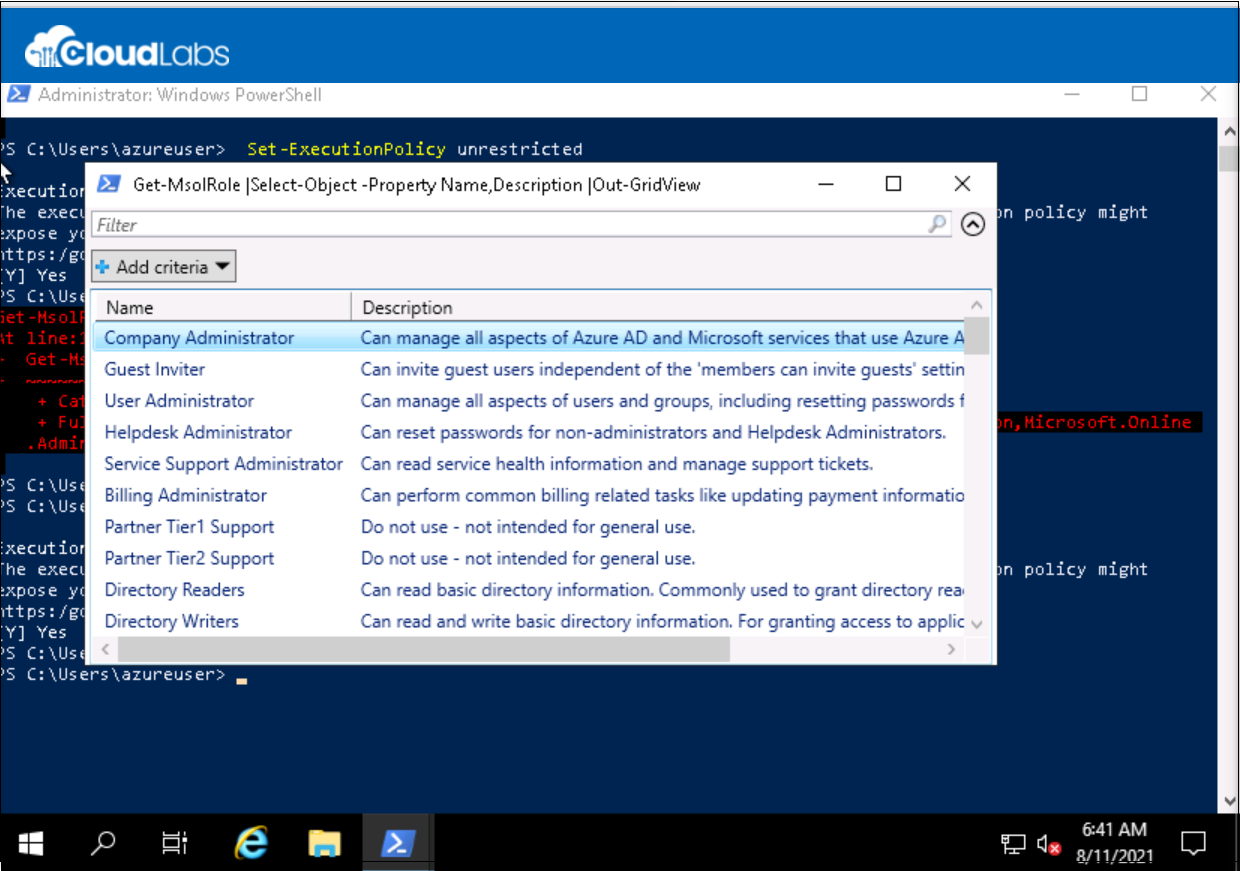 CloudLabs
Administrator: Windows PowerShell
PS C:\Users\azureuser> Set-ExecutionPolicy unrestricted
Execution
The execu
on policy might
expose yo
https:/go
[Y] Yes
PS C:\Use
Get-MsolR
At line:1
+ Get-Ms
+ ~~~~~~
+ Cat
+ Ful
on,Microsoft.Online
.Admin
PS C:\Use
PS C:\Use
Execution
The execu
on policy might
expose yo
https:/go
[Y] Yes
PS C:\Use
PS C:\Users\azureuser>
Get-MsolRole |Select-Object -Property Name,Description |Out-GridView
Filter
Add criteria
Name Description
Company Administrator Can manage all aspects of Azure AD and Microsoft services that use Azure A
Guest Inviter Can invite guest users independent of the 'members can invite guests' settin
User Administrator Can manage all aspects of users and groups, including resetting passwords f
Helpdesk Administrator Can reset passwords for non-administrators and Helpdesk Administrators.
Service Support Administrator Can read service health information and manage support tickets.
Billing Administrator Can perform common billing related tasks like updating payment informatio
Partner Tier1 Support Do not use - not intended for general use.
Partner Tier2 Support Do not use - not intended for general use.
Directory Readers Can read basic directory information. Commonly used to grant directory rea
Directory Writers Can read and write basic directory information. For granting access to applic
6:41 AM
8/11/2021